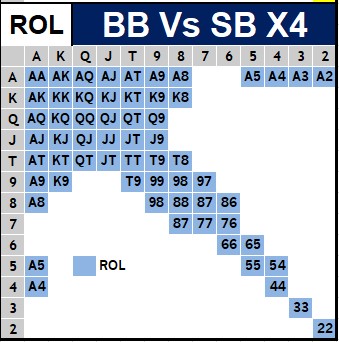 ROL BB Vs SB X4
A K Q J T 9 8 7 6 5 4 3 2
A AA AK AQ AJ AT A9 A8 A5 A4 A3 A2
K AK KK KQ KJ KT K9 K8
Q AQ KQ QQ QJ QT Q9
J AJ KJ QJ JJ JT J9
T AT KT QT JT TT T9 T8
9 A9 K9 T9 99 98 97
8 A8 98 88 87 86
7 87 77 76
6 66 65
5 A5 ROL 55 54
4 A4 44
3 33
2 22